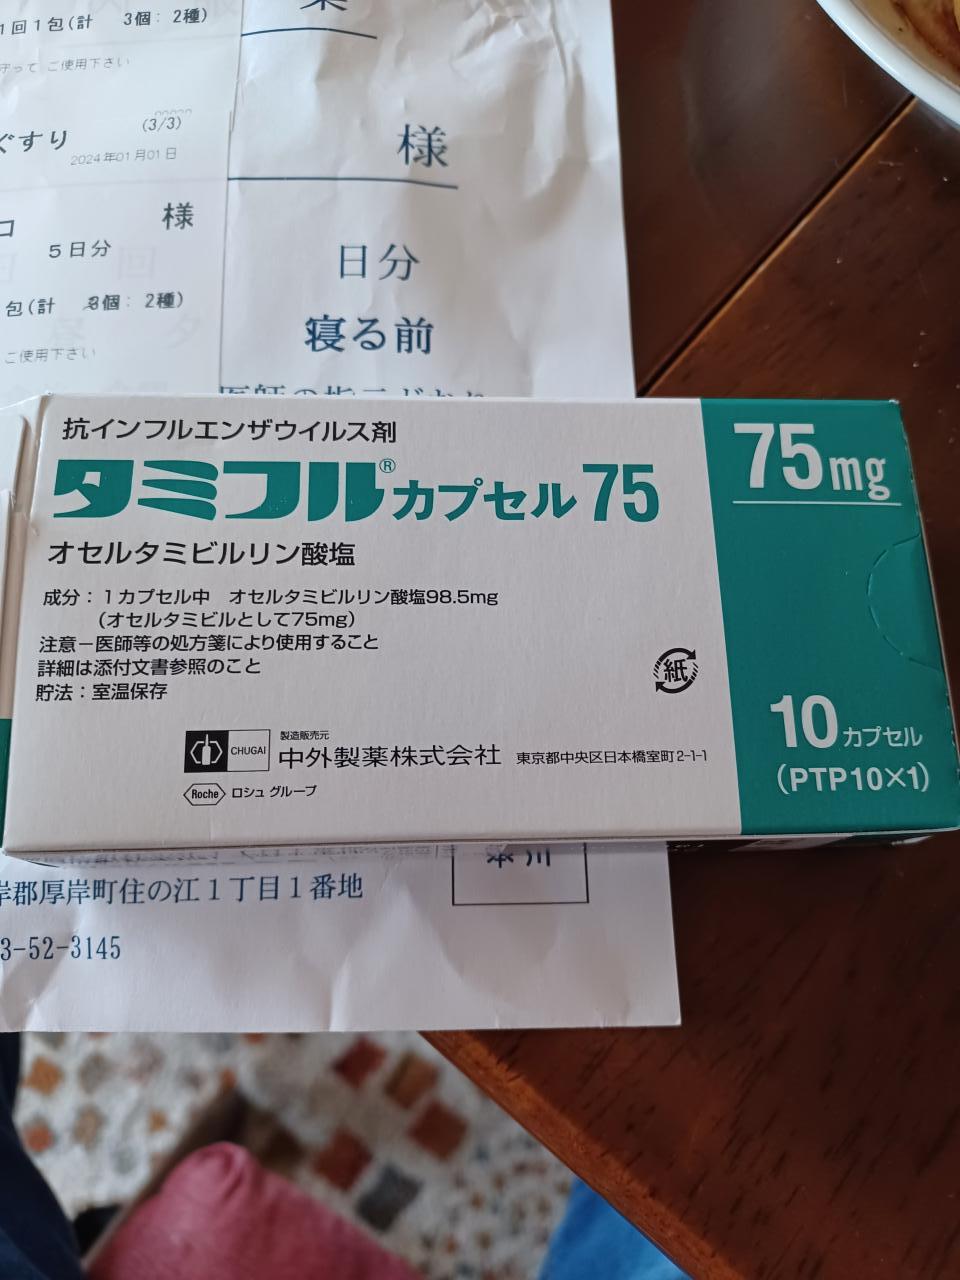 1回1包(計 3個: 2種)
守って ご使用下さい
ぐすり (3/3)
2024年01月01日
様
5日分
包(計 3個: 2種)
ご使用下さい
様
日分
寝る前
抗インフルエンザウイルス剤
タミフル®カプセル75
オセルタミビルリン酸塩
成分:1カプセル中 オセルタミビルリン酸塩98.5mg
(オセルタミビルとして75mg)
注意-医師等の処方箋により使用すること
詳細は添付文書参照のこと
貯法:室温保存
紙
CHUGAI
製造販売元
中外製薬株式会社 東京都中央区日本橋室町2-1-1
Roche ロシュ グループ
75mg
10カプセル
(PTP10×1)
岸郡厚岸町住の江1丁目1番地
3-52-3145